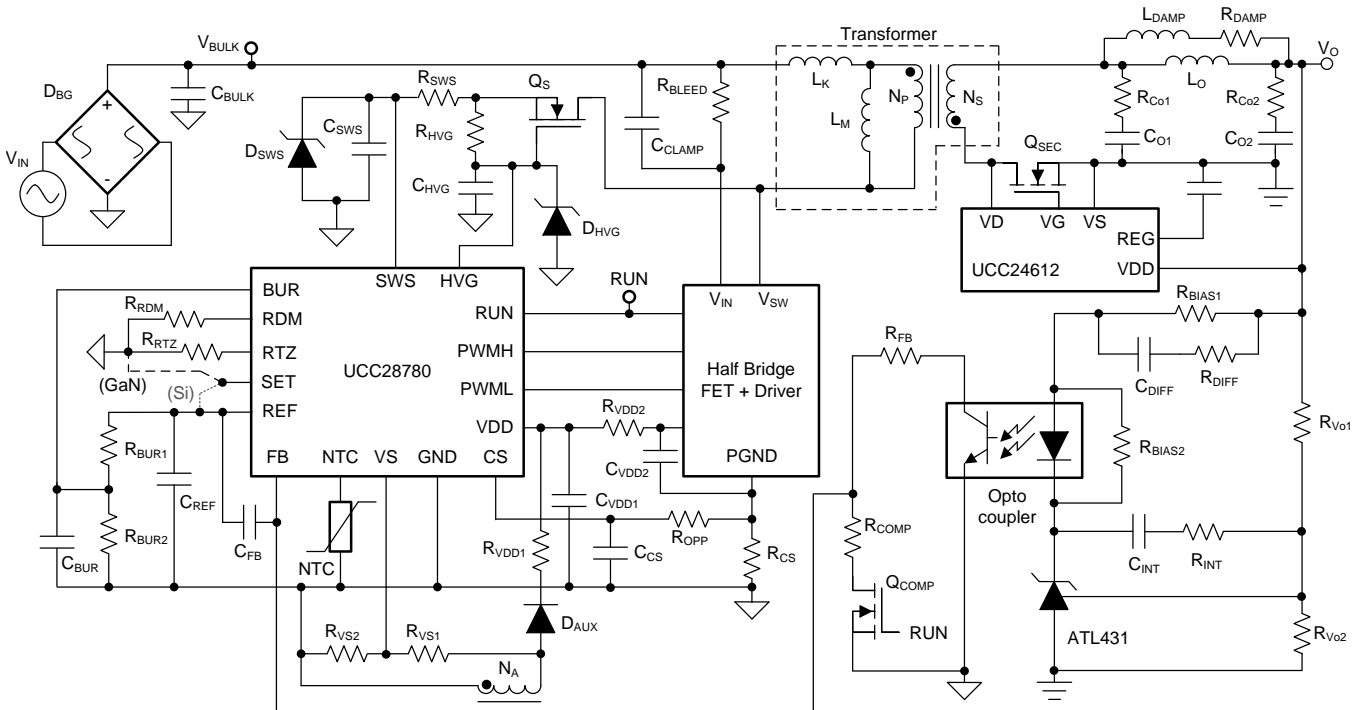 LDAMP
RDAMP
Transformer
VBULK
VO
DBG
CBULK
RSWS
QS
RBLEED
LK
NP
NS
LO
RCo1
RCo2
CSWS
RHVG
CCLAMP
LM
VIN
DSWS
QSEC
CO1
CO2
CHVG
DHVG
VD
VG
VS
REG
UCC24612
VDD
SWS
HVG
RUN
VIN
VSW
BUR
RRDM
RDM
RUN
RBIAS1
RRTZ
RTZ
PWMH
RFB
(GaN)
SET
UCC28780
Half Bridge
FET + Driver
CDIFF
RDIFF
(Si)
PWML
REF
VDD
RVDD2
RVo1
RBUR1
FB
NTC
VS
GND
CS
CVDD2
PGND
RBIAS2
Opto
coupler
CREF
CVDD1
RBUR2
CFB
RVDD1
ROPP
CCS
RCS
RCOMP
CINT
RINT
CBUR
NTC
QCOMP
DAUX
RUN
ATL431
RVS2
RVS1
RVo2
NA